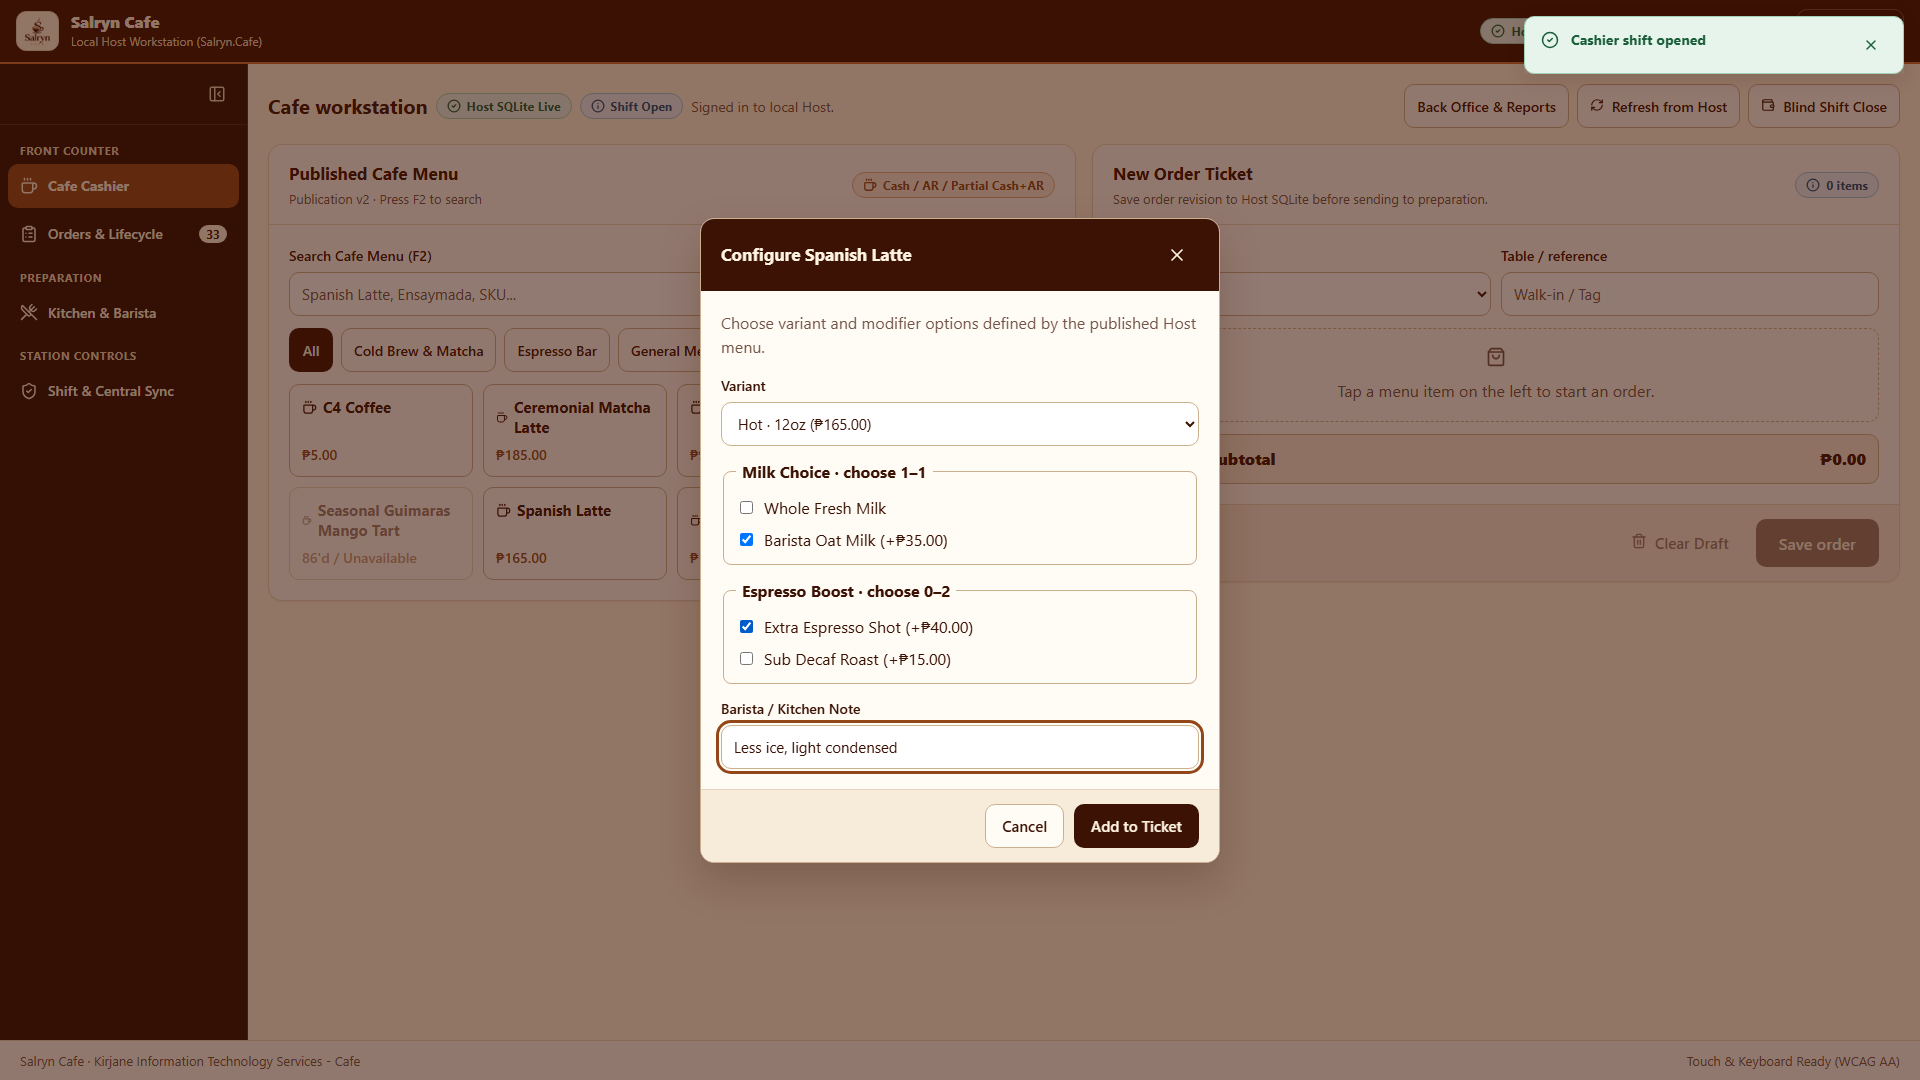 Salryn
Salryn Cafe
Local Host Workstation (Salryn.Cafe)
Cashier shift opened
Cafe workstation
Host SQLite Live
Shift Open
Signed in to local Host.
Back Office & Reports
Refresh from Host
Blind Shift Close
FRONT COUNTER
Cafe Cashier
Orders & Lifecycle
33
PREPARATION
Kitchen & Barista
STATION CONTROLS
Shift & Central Sync
Published Cafe Menu
Publication v2 · Press F2 to search
Cash / AR / Partial Cash+AR
Search Cafe Menu (F2)
Spanish Latte, Ensaymada, SKU...
All
Cold Brew & Matcha
Espresso Bar
General
C4 Coffee
₱5.00
Ceremonial Matcha
Latte
₱185.00
Seasonal Guimaras
Mango Tart
86'd / Unavailable
Spanish Latte
₱165.00
New Order Ticket
Save order revision to Host SQLite before sending to preparation.
0 items
Table / reference
Walk-in / Tag
Tap a menu item on the left to start an order.
₱0.00
Clear Draft
Save order
Configure Spanish Latte
Choose variant and modifier options defined by the published Host
menu.
Variant
Hot · 12oz (₱165.00)
Milk Choice · choose 1–1
Whole Fresh Milk
Barista Oat Milk (+₱35.00)
Espresso Boost · choose 0–2
Extra Espresso Shot (+₱40.00)
Sub Decaf Roast (+₱15.00)
Barista / Kitchen Note
Less ice, light condensed
Cancel
Add to Ticket
Salryn Cafe · Kirjane Information Technology Services - Cafe
Touch & Keyboard Ready (WCAG AA)